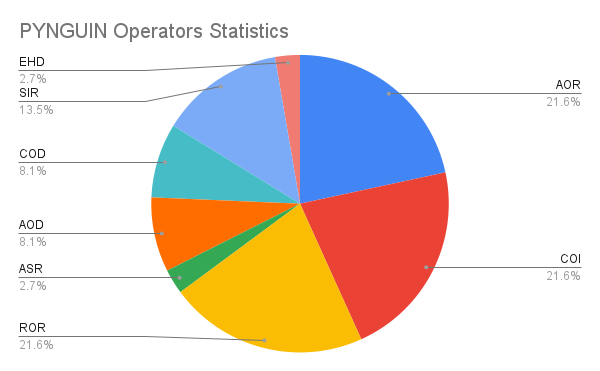 PYNGUIN Operators Statistics
EHD
2.7%
SIR
13.5%
COD
8.1%
AOD
8.1%
ASR
2.7%
ROR
21.6%
AOR
21.6%
COI
21.6%